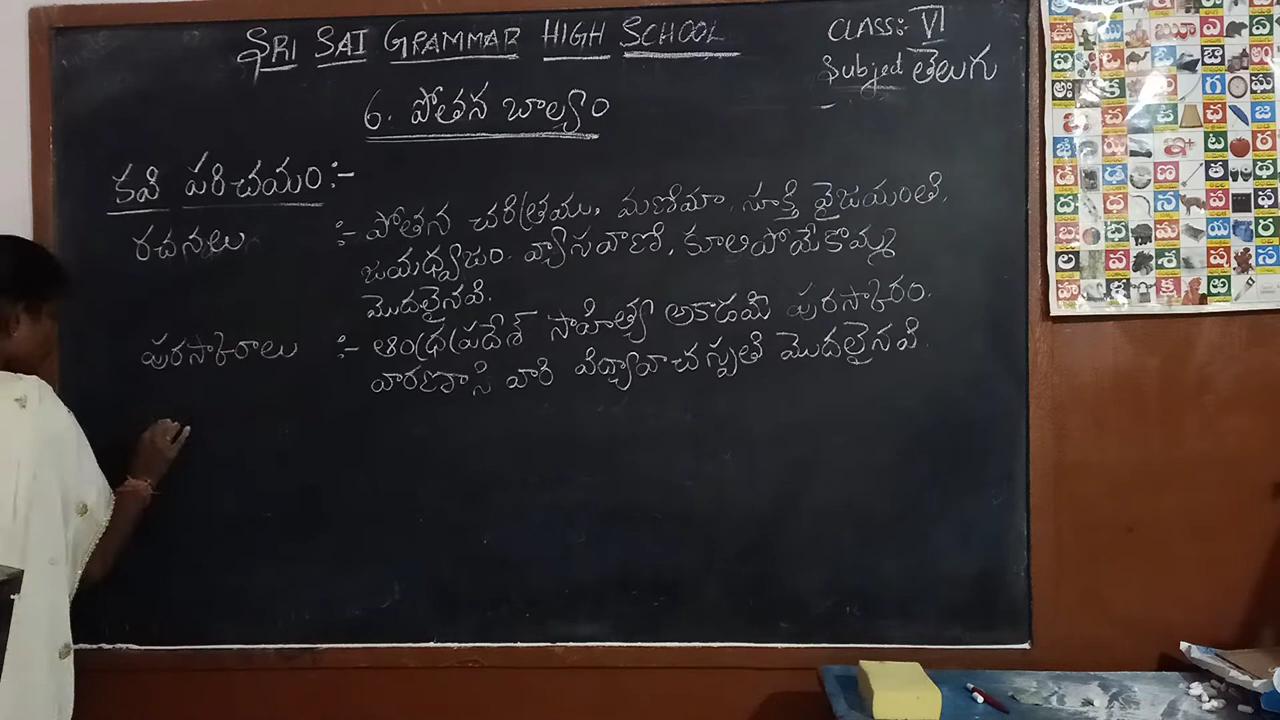 SRI SAI GRAMMAR HIGH SCHOOL
CLASS: VI
Subject తెలుగు
6. పోతన బాల్యం
కవి పరిచయం :-
రచనలు :- పోతన చరిత్రము, మణిమా, సూక్తి వైజయంతి,
జయధ్వజం. వ్యాసవాణి, కూలిపోయేకొమ్మ
మొదలైనవి.
పురస్కారాలు :- ఆంధ్రప్రదేశ్ సాహిత్య అకాడమి పురస్కారం.
వారణాసి వారి విద్యావాచస్పతి మొదలైనవి.